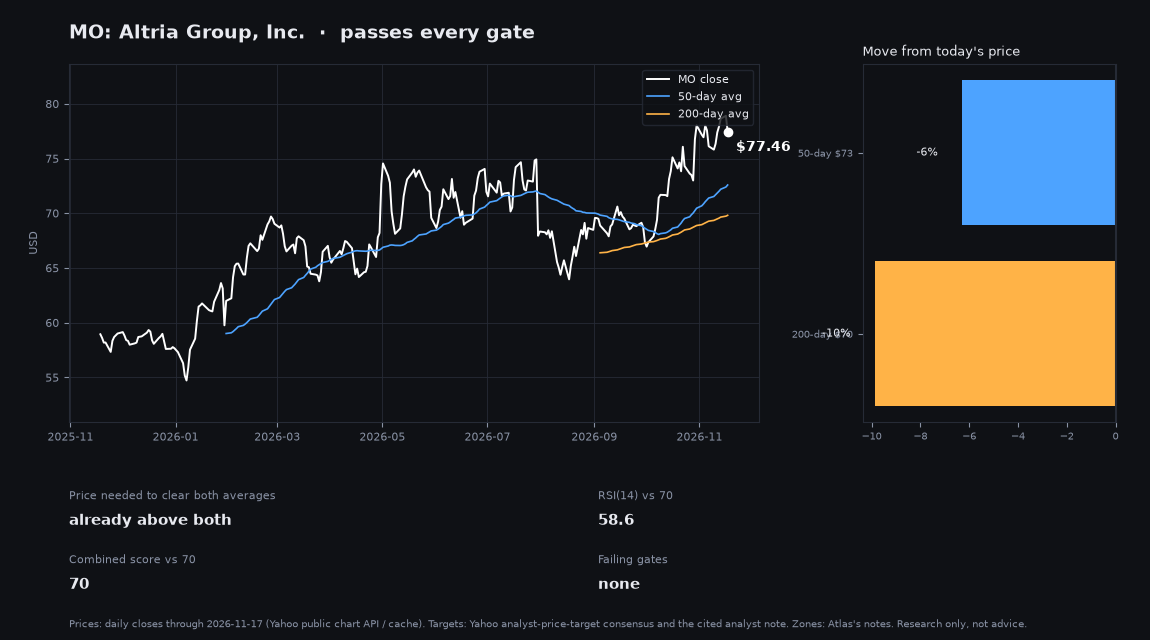 MO: Altria Group, Inc. · passes every gate
Move from today's price
MO close
50-day avg
200-day avg
$77.46
USD
80
75
70
65
60
55
2025-11
2026-01
2026-03
2026-05
2026-07
2026-09
2026-11
50-day $73
-6%
200-day $70
-10%
−10
−8
−6
−4
−2
0
Price needed to clear both averages
already above both
RSI(14) vs 70
58.6
Combined score vs 70
70
Failing gates
none
Prices: daily closes through 2026-11-17 (Yahoo public chart API / cache). Targets: Yahoo analyst-price-target consensus and the cited analyst note. Zones: Atlas's notes. Research only, not advice.